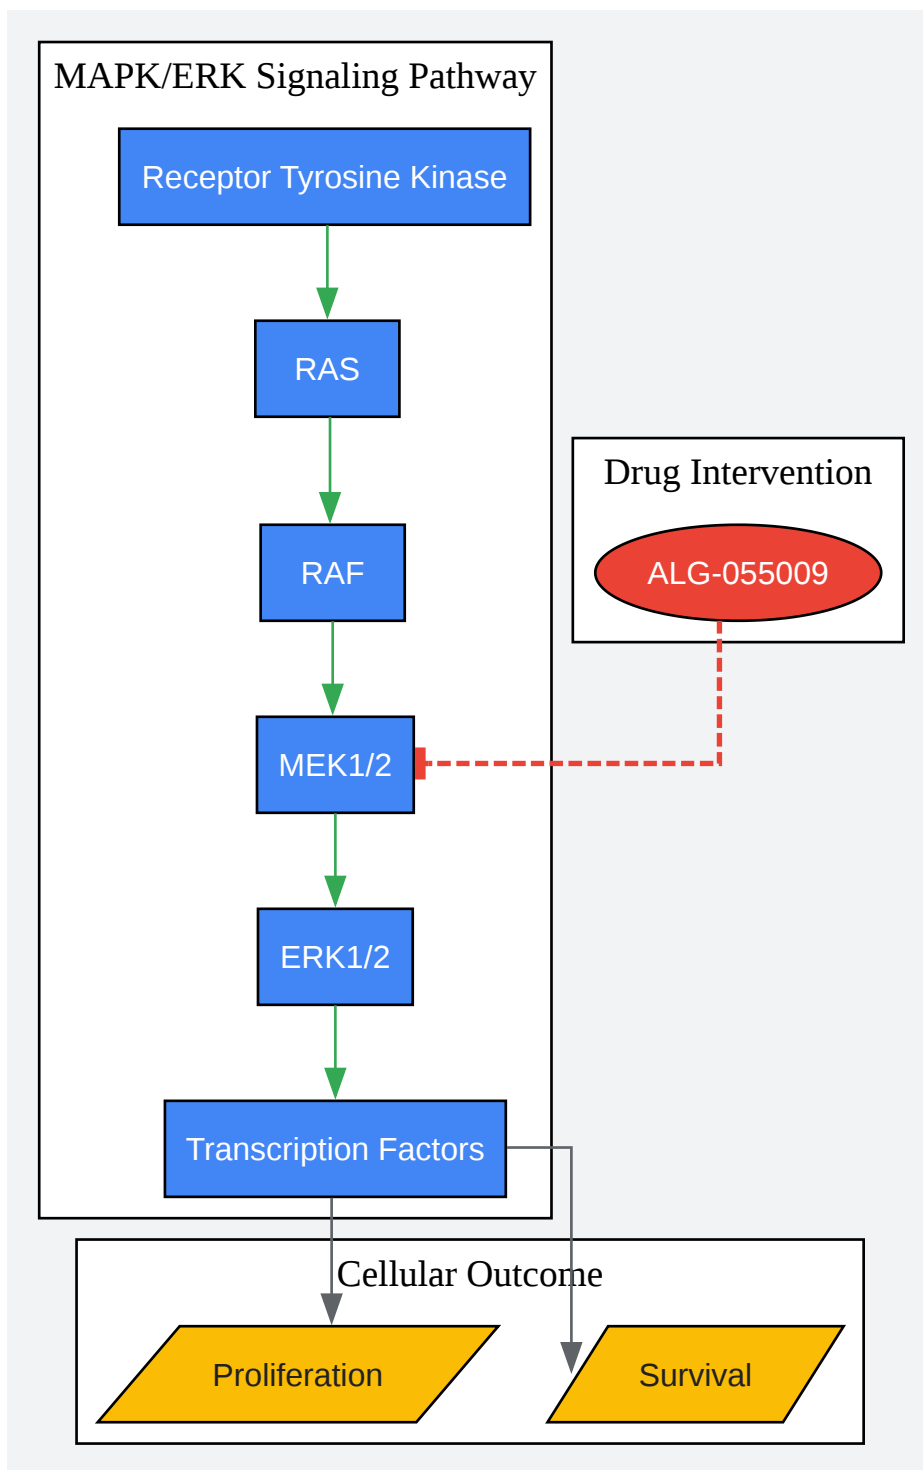 MAPK/ERK Signaling Pathway
Receptor Tyrosine Kinase
RAS
RAF
Drug Intervention
ALG-055009
MEK1/2
ERK1/2
Transcription Factors
Cellular Outcome
Proliferation
Survival